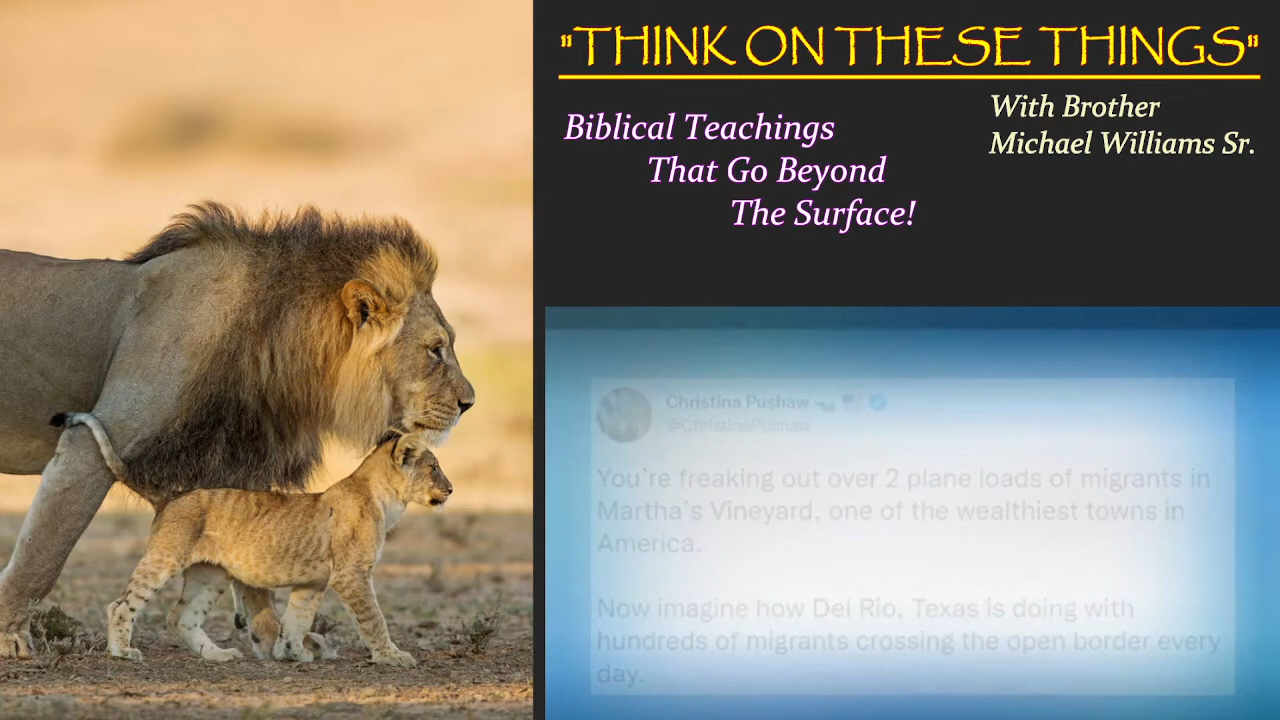 "THINK ON THESE THINGS"
With Brother
Michael Williams Sr.
Biblical Teachings
That Go Beyond
The Surface!
Christina Pushaw
@ChristinaPushaw
You're freaking out over 2 plane loads of migrants in
Martha's Vineyard, one of the wealthiest towns in
America.
Now imagine how Del Rio, Texas is doing with
hundreds of migrants crossing the open border every
day.